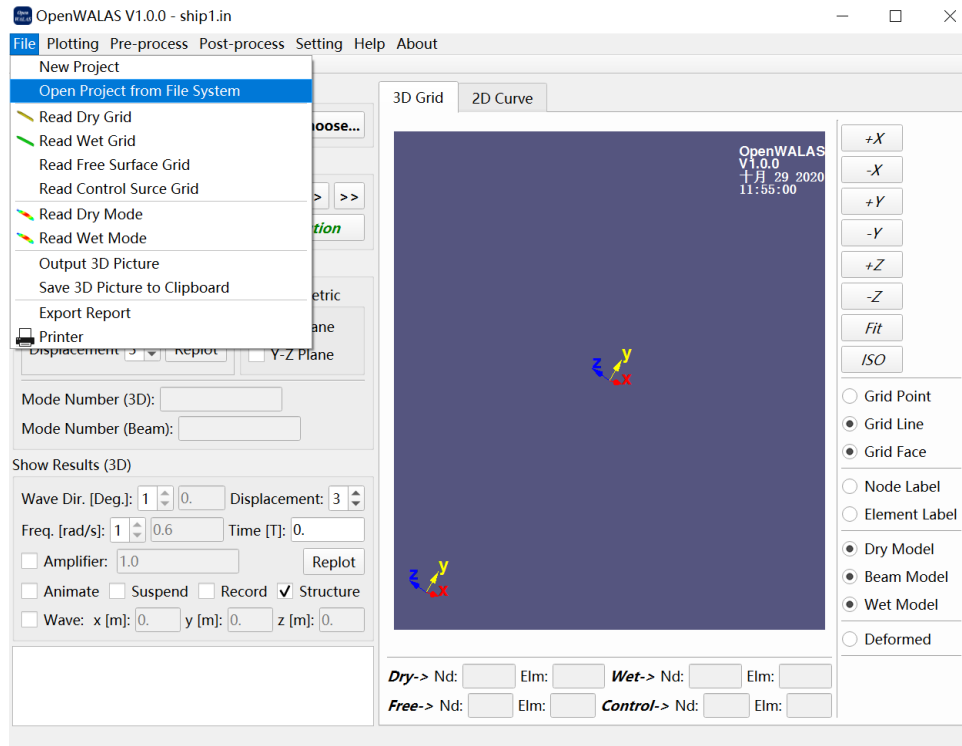 OpenWALAS V1.0.0 - ship1.in
File Plotting Pre-process Post-process Setting Help About
New Project
Open Project from File System
Read Dry Grid
Read Wet Grid
Read Free Surface Grid
Read Control Surce Grid
Read Dry Mode
Read Wet Mode
Output 3D Picture
Save 3D Picture to Clipboard
Export Report
Printer
oose...
> >>
tion
etric
ane
Displacement 3 Replot Y-Z Plane
Mode Number (3D):
Mode Number (Beam):
Show Results (3D)
Wave Dir. [Deg.]: 1 0. Displacement: 3
Freq. [rad/s]: 1 0.6 Time [T]: 0.
Amplifier: 1.0 Replot
Animate Suspend Record Structure
Wave: x [m]: 0. y [m]: 0. z [m]: 0.
3D Grid 2D Curve
OpenWALAS
V1.0.0
十月 29 2020
11:55:00
z y x
z y x
Dry-> Nd: Elm: Wet-> Nd: Elm:
Free-> Nd: Elm: Control-> Nd: Elm:
+X
-X
+Y
-Y
+Z
-Z
Fit
ISO
Grid Point
Grid Line
Grid Face
Node Label
Element Label
Dry Model
Beam Model
Wet Model
Deformed